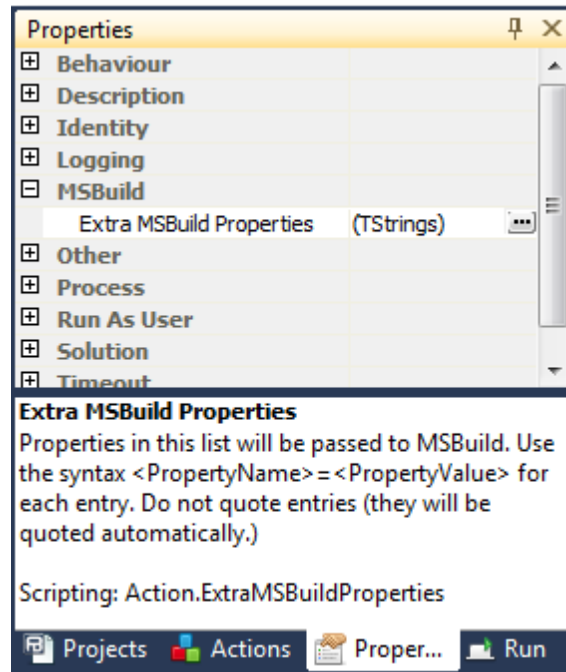 Properties
Behaviour
Description
Identity
Logging
MSBuild
Extra MSBuild Properties (TStrings) ...
Other
Process
Run As User
Solution
Timeout
Extra MSBuild Properties
Properties in this list will be passed to MSBuild. Use
the syntax <PropertyName>=<PropertyValue> for
each entry. Do not quote entries (they will be
quoted automatically.)
Scripting: Action.ExtraMSBuildProperties
Projects Actions Proper... Run